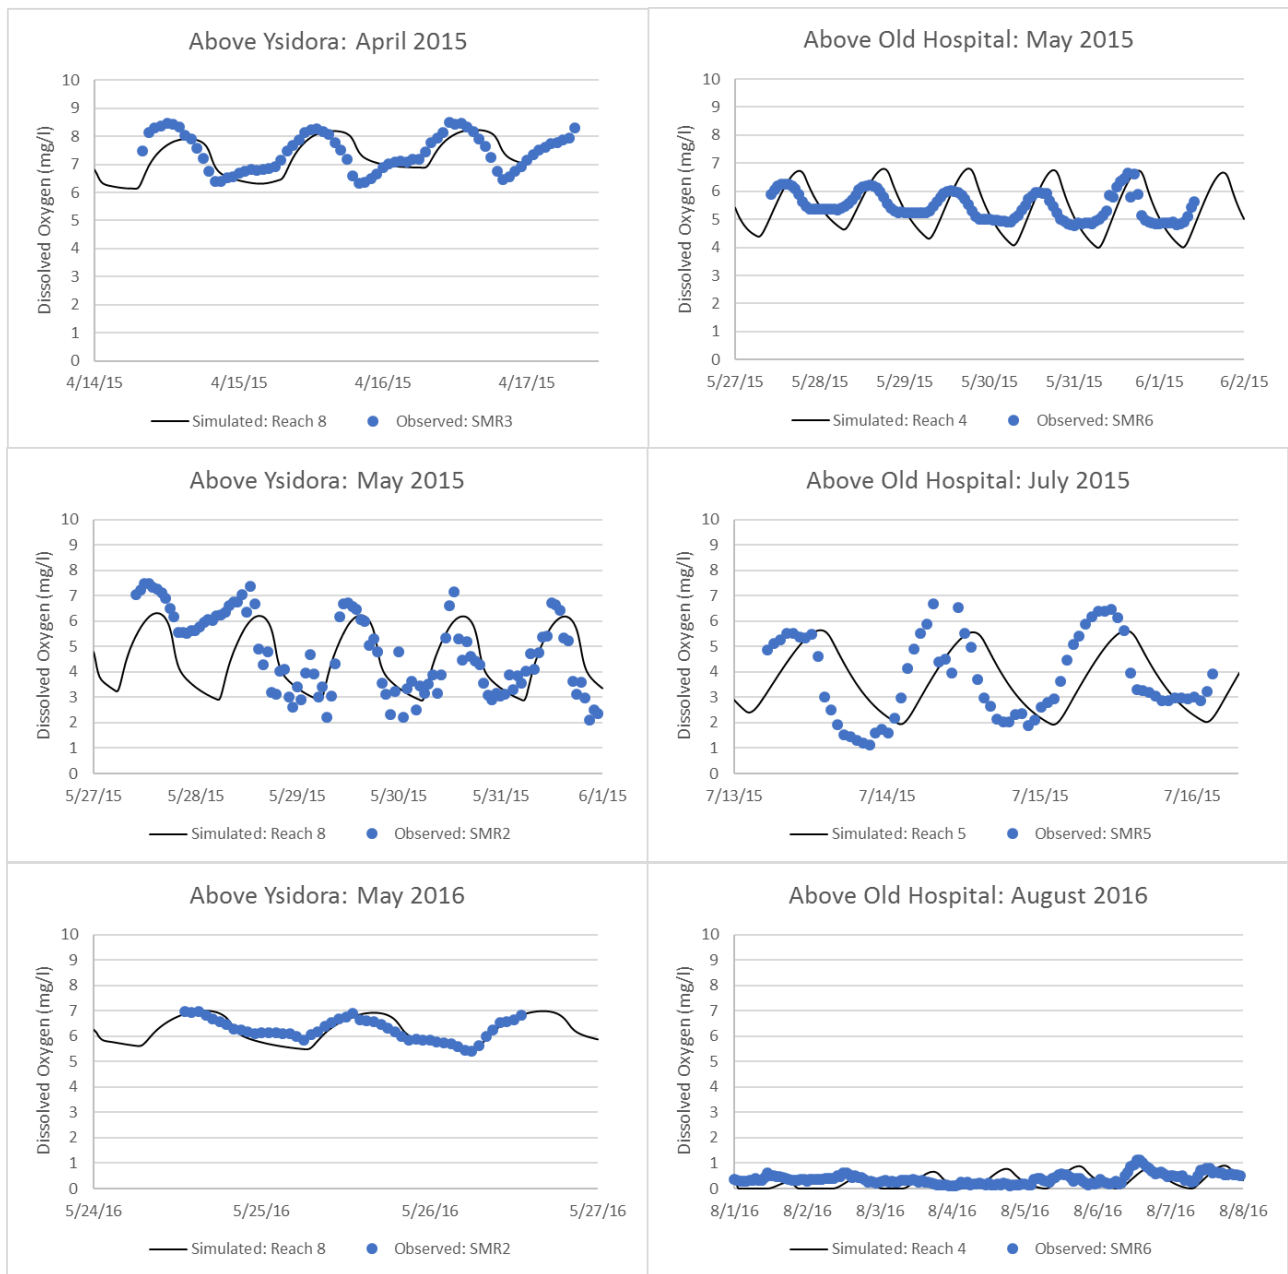 Above Ysidora: April 2015
Dissolved Oxygen (mg/l)
10
9
8
7
6
5
4
3
2
1
0
4/14/15 4/15/15 4/16/15 4/17/15
Simulated: Reach 8 Observed: SMR3
Above Old Hospital: May 2015
Dissolved Oxygen (mg/l)
10
9
8
7
6
5
4
3
2
1
0
5/27/15 5/28/15 5/29/15 5/30/15 5/31/15 6/1/15 6/2/15
Simulated: Reach 4 Observed: SMR6
Above Ysidora: May 2015
Dissolved Oxygen (mg/l)
10
9
8
7
6
5
4
3
2
1
0
5/27/15 5/28/15 5/29/15 5/30/15 5/31/15 6/1/15
Simulated: Reach 8 Observed: SMR2
Above Old Hospital: July 2015
Dissolved Oxygen (mg/l)
10
9
8
7
6
5
4
3
2
1
0
7/13/15 7/14/15 7/15/15 7/16/15
Simulated: Reach 5 Observed: SMR5
Above Ysidora: May 2016
Dissolved Oxygen (mg/l)
10
9
8
7
6
5
4
3
2
1
0
5/24/16 5/25/16 5/26/16 5/27/16
Simulated: Reach 8 Observed: SMR2
Above Old Hospital: August 2016
Dissolved Oxygen (mg/l)
10
9
8
7
6
5
4
3
2
1
0
8/1/16 8/2/16 8/3/16 8/4/16 8/5/16 8/6/16 8/7/16 8/8/16
Simulated: Reach 4 Observed: SMR6